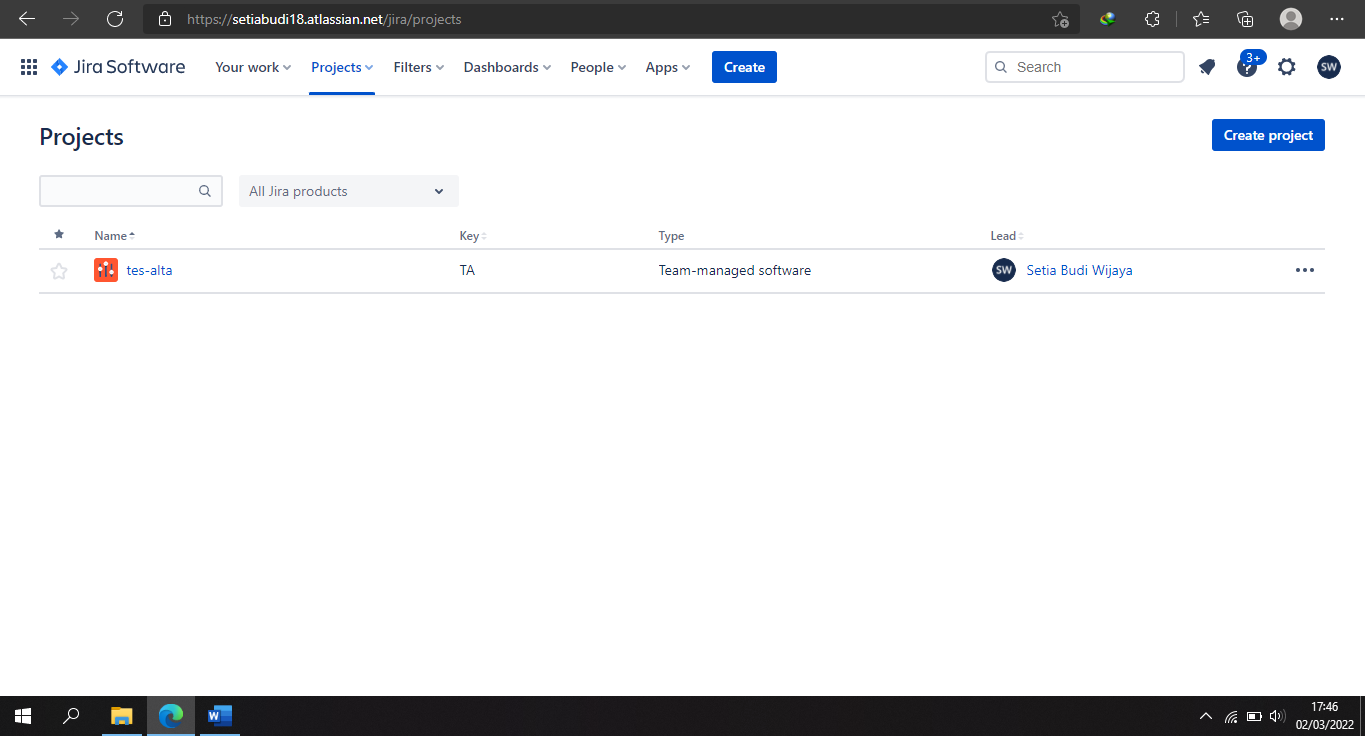 https://setiabudi18.atlassian.net/jira/projects
Jira Software Your work Projects Filters Dashboards People Apps Create Search 3+ SW
Projects
Create project
All Jira products
Name Key Type Lead
tes-alta TA Team-managed software SW Setia Budi Wijaya
W
17:46
02/03/2022